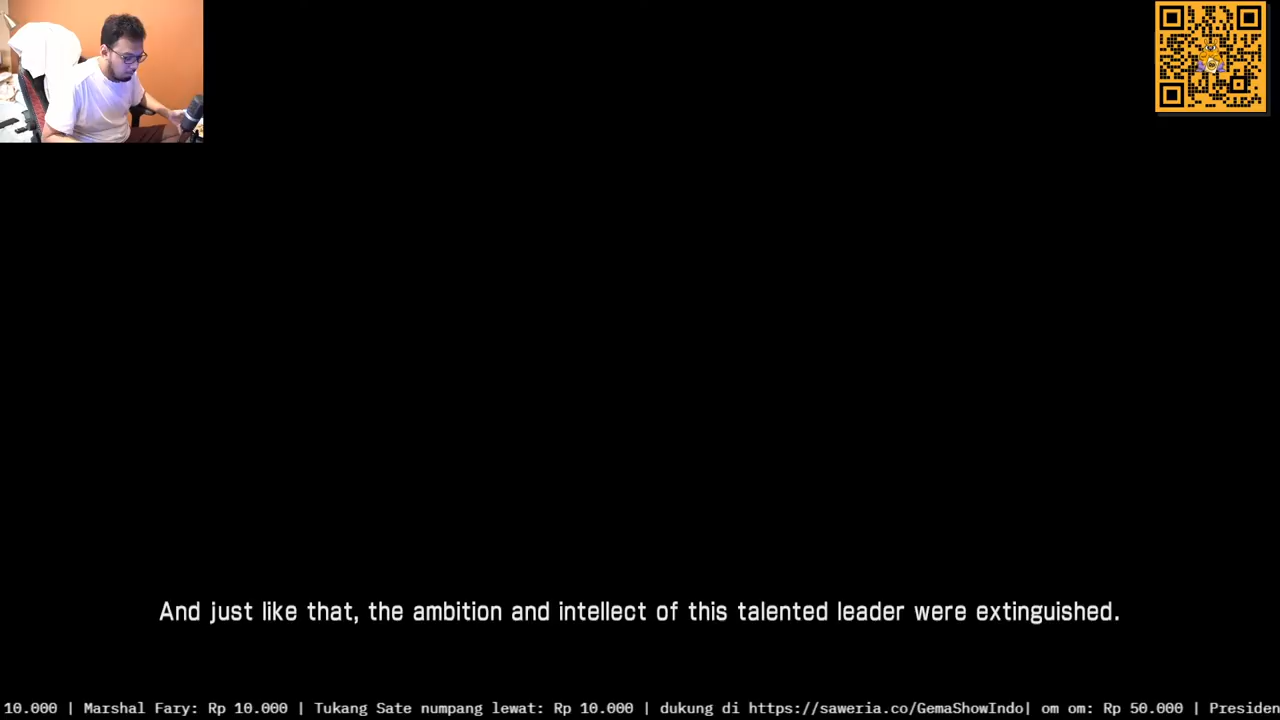 And just like that, the ambition and intellect of this talented leader were extinguished.
10.000 | Marshal Fary: Rp 10.000 | Tukang Sate numpang lewat: Rp 10.000 | dukung di https://saweria.co/GemaShowIndo| om om: Rp 50.000 | Presiden